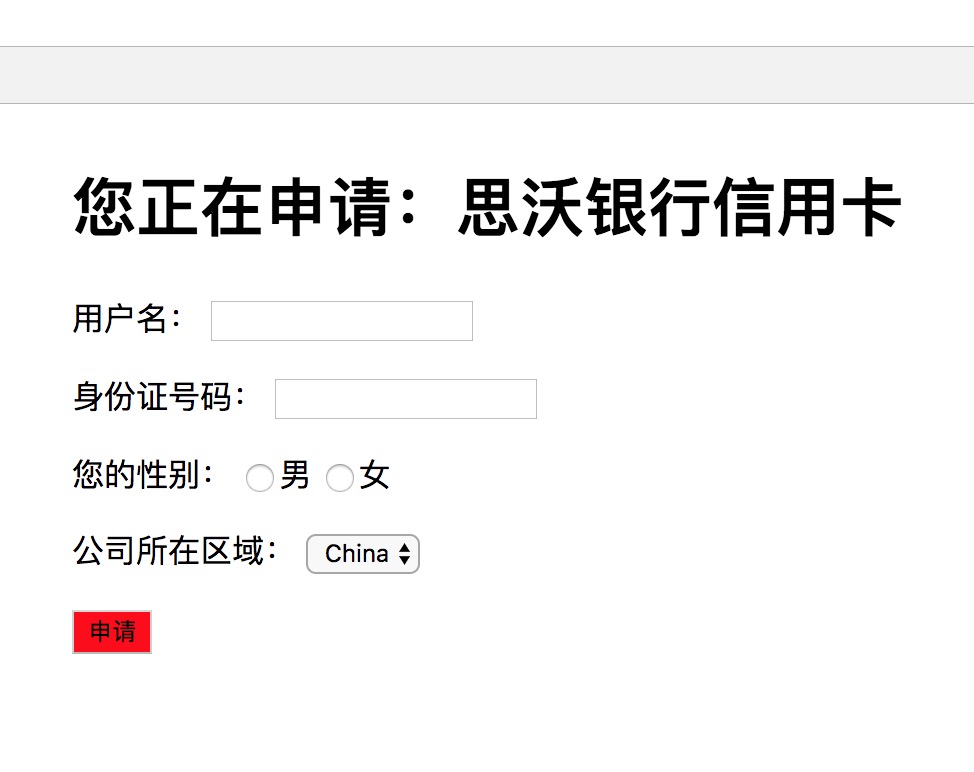 您正在申请：思沃银行信用卡
用户名：
身份证号码：
您的性别： 男 女
公司所在区域： China
申请